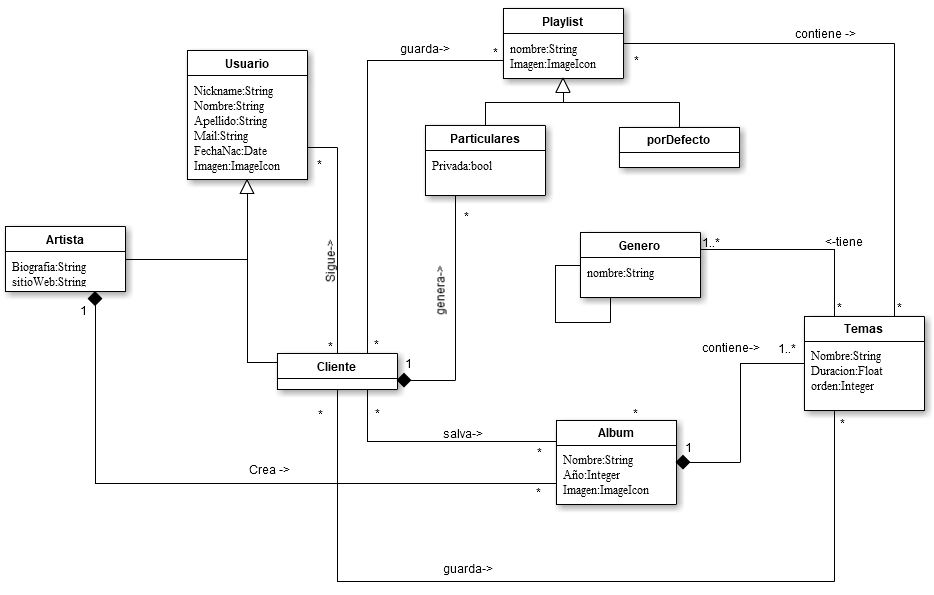 Playlist
nombre:String
Imagen:ImageIcon
guarda->
*
*
contiene ->
Usuario
Nickname:String
Nombre:String
Apellido:String
Mail:String
FechaNac:Date
Imagen:ImageIcon
*
Particulares
Privada:bool
*
porDefecto
Artista
Biografia:String
sitioWeb:String
1
Sigue->
genera->
Genero
nombre:String
1..*
<-tiene
*
*
Temas
Nombre:String
Duracion:Float
orden:Integer
*
contiene->
1..*
*
*
Cliente
1
*
*
salva->
*
*
Album
Nombre:String
Año:Integer
Imagen:ImageIcon
1
Crea ->
*
guarda->